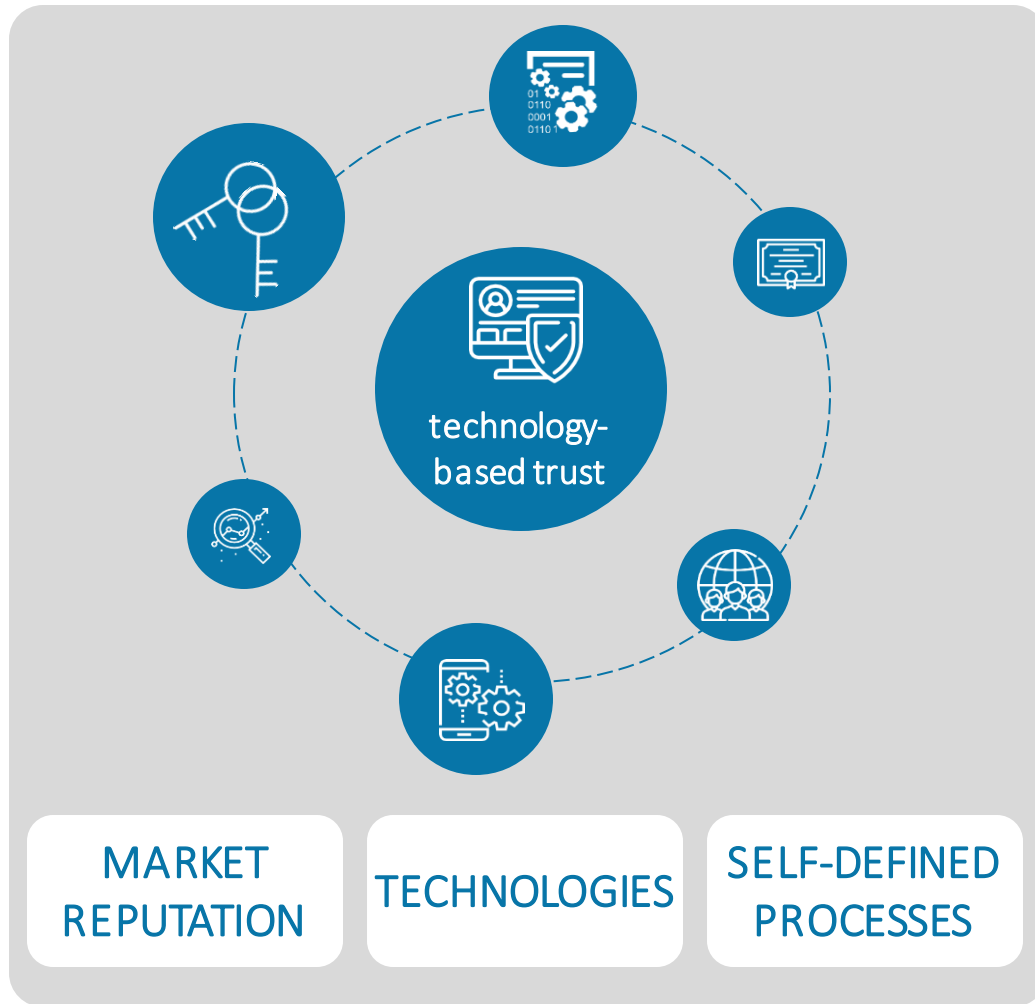 01
0110
0001
01101
technology-
based trust
MARKET
REPUTATION
TECHNOLOGIES
SELF-DEFINED
PROCESSES